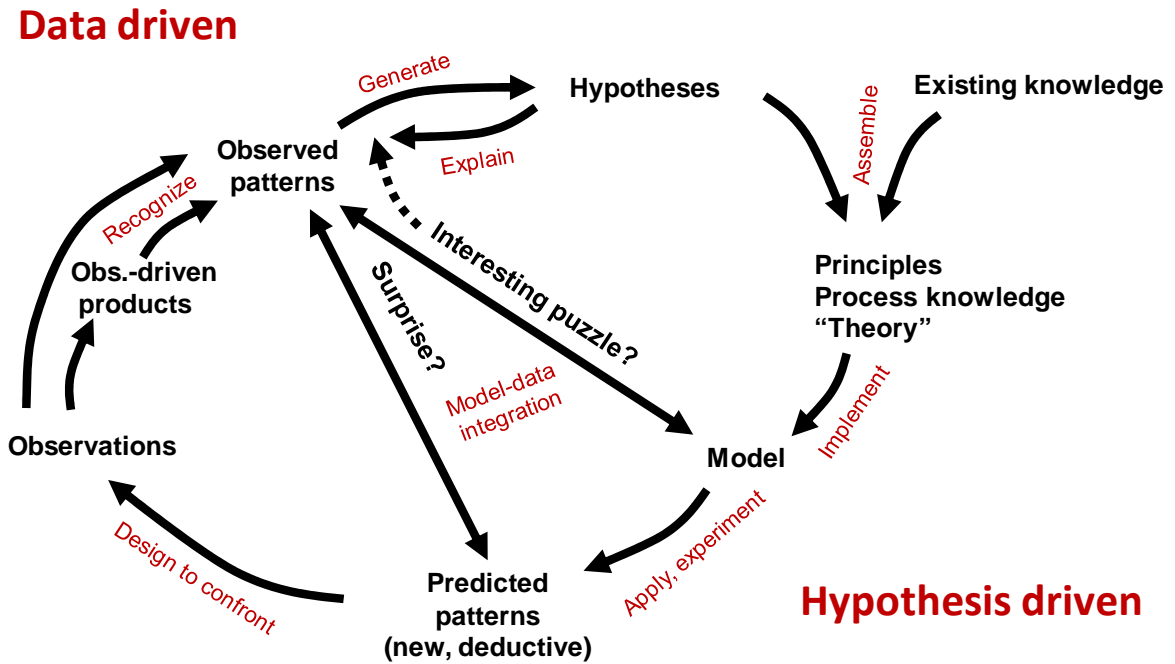 Data driven
Generate
Hypotheses
Existing knowledge
Assemble
Observed
patterns
Explain
Recognize
Obs.-driven
products
Interesting puzzle?
Surprise?
Principles
Process knowledge
“Theory”
Model-data
integration
Implement
Observations
Model
Design to confront
Apply, experiment
Predicted
patterns
(new, deductive)
Hypothesis driven